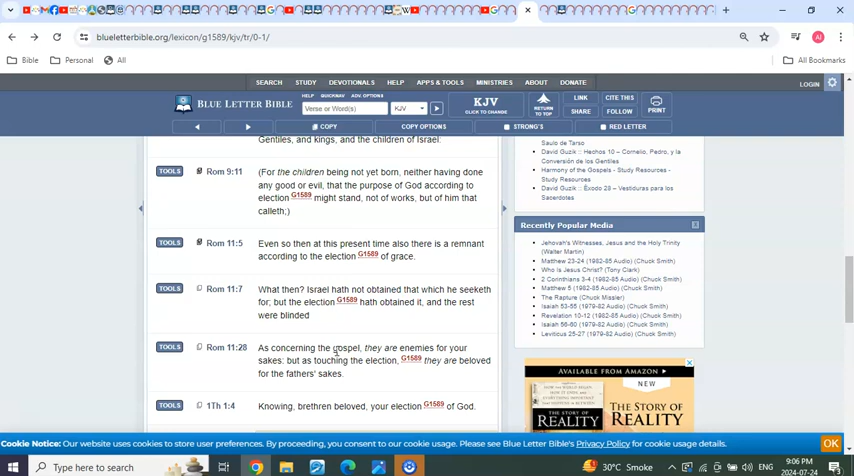 blueletterbible.org/lexicon/g1589/kjv/tr/0-1/
Bible
Personal
All
All Bookmarks
SEARCH STUDY DEVOTIONALS HELP APPS & TOOLS MINISTRIES ABOUT DONATE
LOGIN
BLUE LETTER BIBLE
HELP QUICKNAV ADV. OPTIONS
Verse or Word(s)
KJV
KJV
CLICK TO CHANGE
RETURN
TO TOP
LINK
SHARE
CITE THIS
FOLLOW
PRINT
COPY
COPY OPTIONS
STRONG'S
RED LETTER
Gentiles, and kings, and the children of Israel:
TOOLS Rom 9:11
(For the children being not yet born, neither having done
any good or evil, that the purpose of God according to
election G1589 might stand, not of works, but of him that
calleth;)
TOOLS Rom 11:5
Even so then at this present time also there is a remnant
according to the election G1589 of grace.
TOOLS Rom 11:7
What then? Israel hath not obtained that which he seeketh
for; but the election G1589 hath obtained it, and the rest
were blinded
TOOLS Rom 11:28
As concerning the gospel, they are enemies for your
sakes: but as touching the election, G1589 they are beloved
for the fathers' sakes.
TOOLS 1Th 1:4
Knowing, brethren beloved, your election G1589 of God.
Saulo de Tarso
David Guzik :: Hechos 10 – Cornelio, Pedro, y la
Conversión de los Gentiles
Harmony of the Gospels - Study Resources -
Study Resources
David Guzik :: Éxodo 28 – Vestiduras para los
Sacerdotes
Recently Popular Media
Jehovah's Witnesses, Jesus and the Holy Trinity
(Walter Martin)
Matthew 23-24 (1982-85 Audio) (Chuck Smith)
Who Is Jesus Christ? (Tony Clark)
2 Corinthians 3-4 (1982-85 Audio) (Chuck Smith)
Matthew 5 (1982-85 Audio) (Chuck Smith)
The Rapture (Chuck Missler)
Isaiah 53-55 (1982-85 Audio) (Chuck Smith)
Revelation 10-12 (1982-85 Audio) (Chuck Smith)
Isaiah 56-60 (1982-85 Audio) (Chuck Smith)
Leviticus 25-27 (1982-85 Audio) (Chuck Smith)
AVAILABLE FROM AMAZON
NEW
THE STORY OF
REALITY
The STORY of
REALITY
Cookie Notice: Our website uses cookies to store user preferences. By proceeding, you consent to our cookie usage. Please see Blue Letter Bible's Privacy Policy for cookie usage details.
OK
Type here to search
30°C Smoke
ENG
9:06 PM
2024-07-24